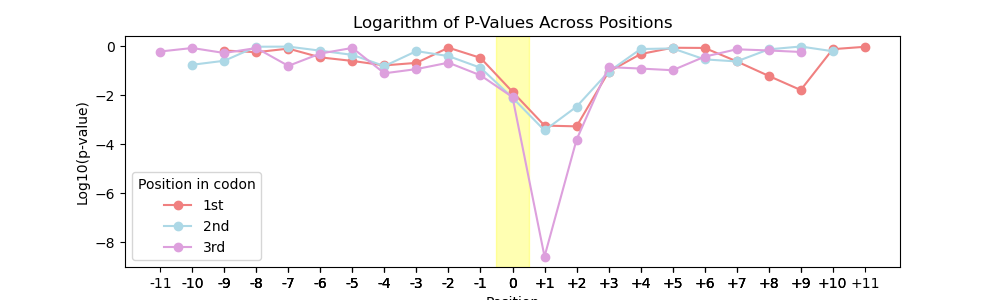 Logarithm of P-Values Across Positions
Log10(p-value)
0
−2
−4
−6
−8
Position in codon
1st
2nd
3rd
-11 -10 -9 -8 -7 -6 -5 -4 -3 -2 -1 0 +1 +2 +3 +4 +5 +6 +7 +8 +9 +10 +11
Position